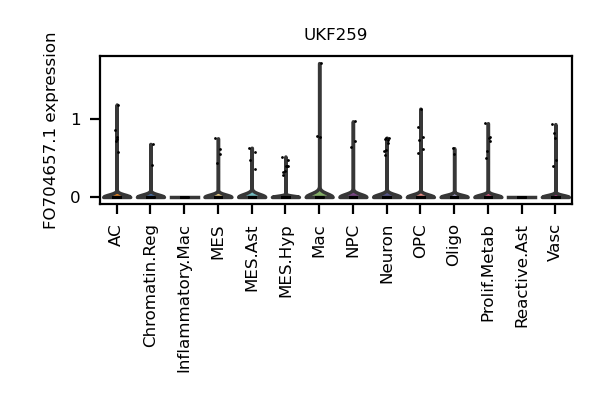 UKF259
FO704657.1 expression
1
0
AC
Chromatin.Reg
Inflammatory.Mac
MES
MES.Ast
MES.Hyp
Mac
NPC
Neuron
OPC
Oligo
Prolif.Metab
Reactive.Ast
Vasc